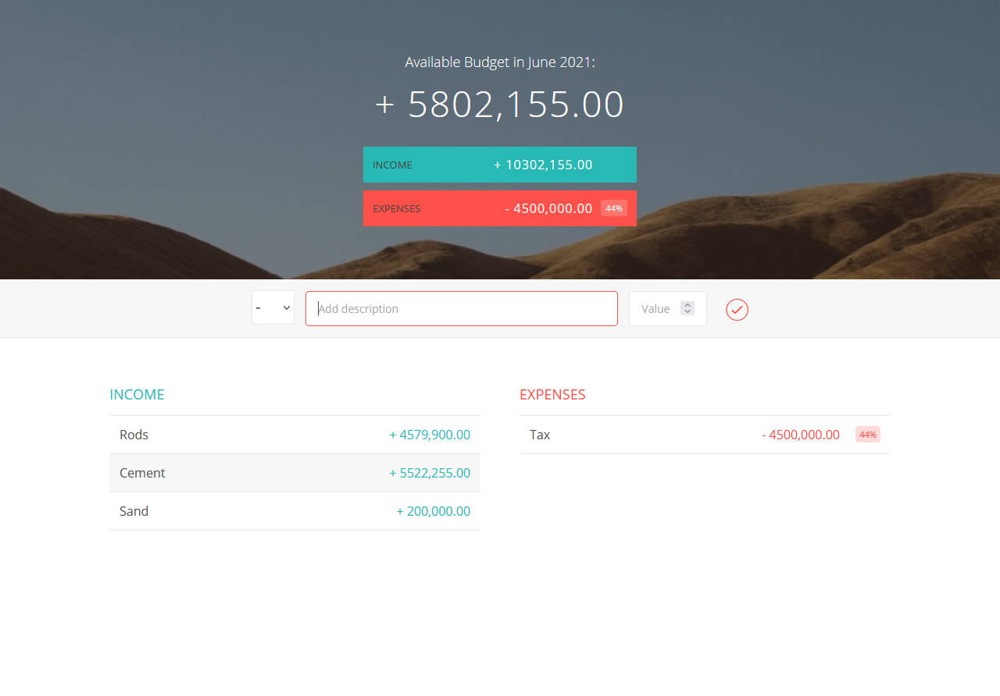 Available Budget in June 2021:
+ 5802,155.00
INCOME + 10302,155.00
EXPENSES - 4500,000.00 44%
- Add description Value
INCOME
Rods + 4579,900.00
Cement + 5522,255.00
Sand + 200,000.00
EXPENSES
Tax - 4500,000.00 44%